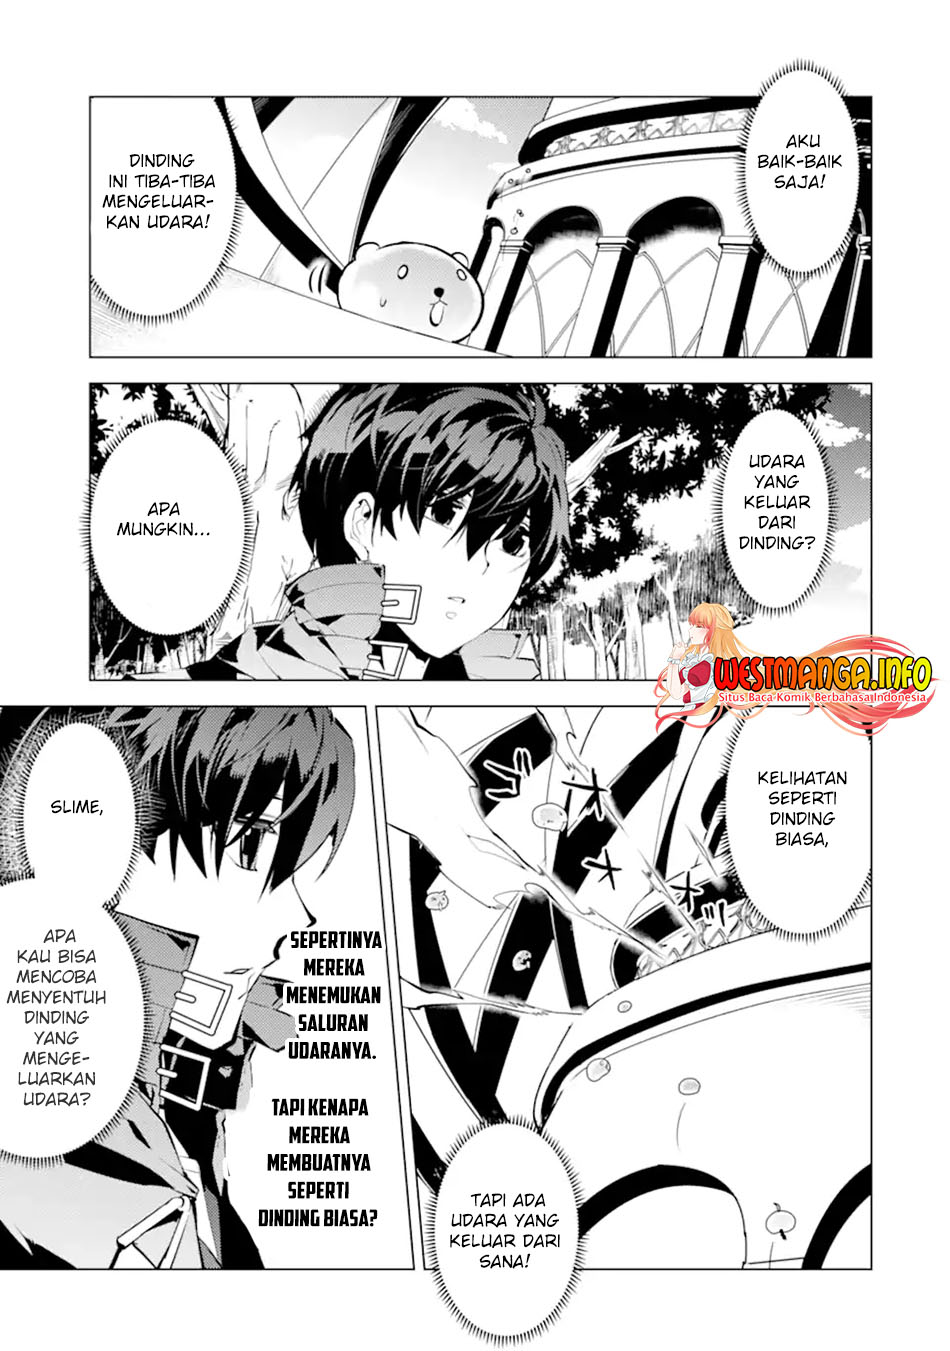 AKU
BAIK-BAIK
SAJA!
DINDING
INI TIBA-TIBA
MENGELUAR-
KAN UDARA!
UDARA
YANG
KELUAR
DARI
DINDING?
APA
MUNGKIN...
WESTMANGA.INFO
SITUS BACA KOMIK BERBAHASA INDONESIA
KELIHATAN
SEPERTI
DINDING
BIASA,
TAPI ADA
UDARA YANG
KELUAR DARI
SANA!
SEPERTINYA
MEREKA
MENEMUKAN
SALURAN
UDARANYA.
TAPI KENAPA
MEREKA
MEMBUATNYA
SEPERTI
DINDING BIASA?
SLIME,
APA
KAU BISA
MENCOBA
MENYENTUH
DINDING
YANG
MENGE-
LUARKAN
UDARA?